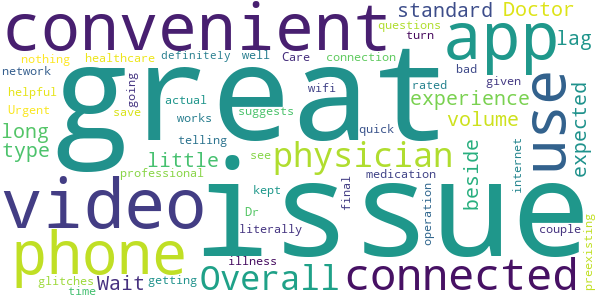 convenient
standard
Doctor
questions
turn
great
app
lag
nothing
healthcare
definitely
well
Care
connection
network
going
wifi
bad
helpful
actual
suggests
rated
given
use
expected
Urgent
save
works
quick
experience
long
telling
volume
type
little
see
physician
beside
internet
professional
medication
video
issue
kept
final
operation
preexisting
Dr
literally
couple
phone
illness
Wait
Overall
connected
glitches
getting
time